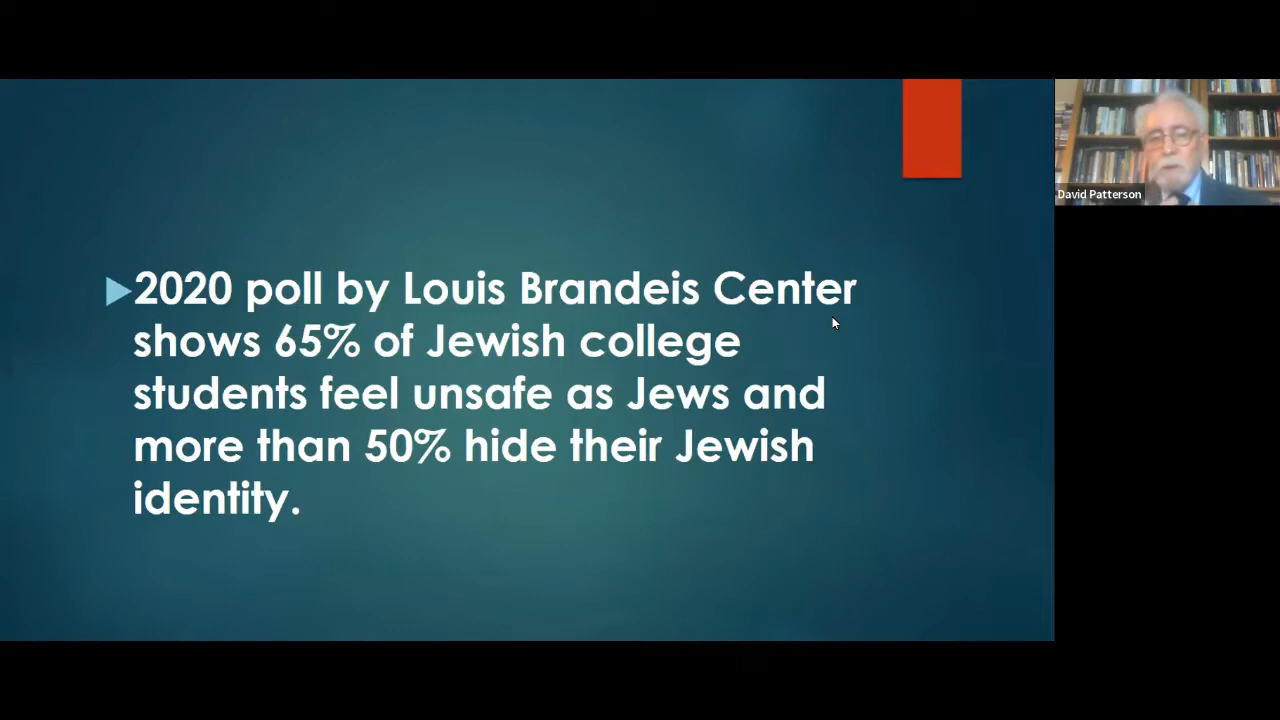 2020 poll by Louis Brandeis Center
shows 65% of Jewish college
students feel unsafe as Jews and
more than 50% hide their Jewish
identity.
David Patterson